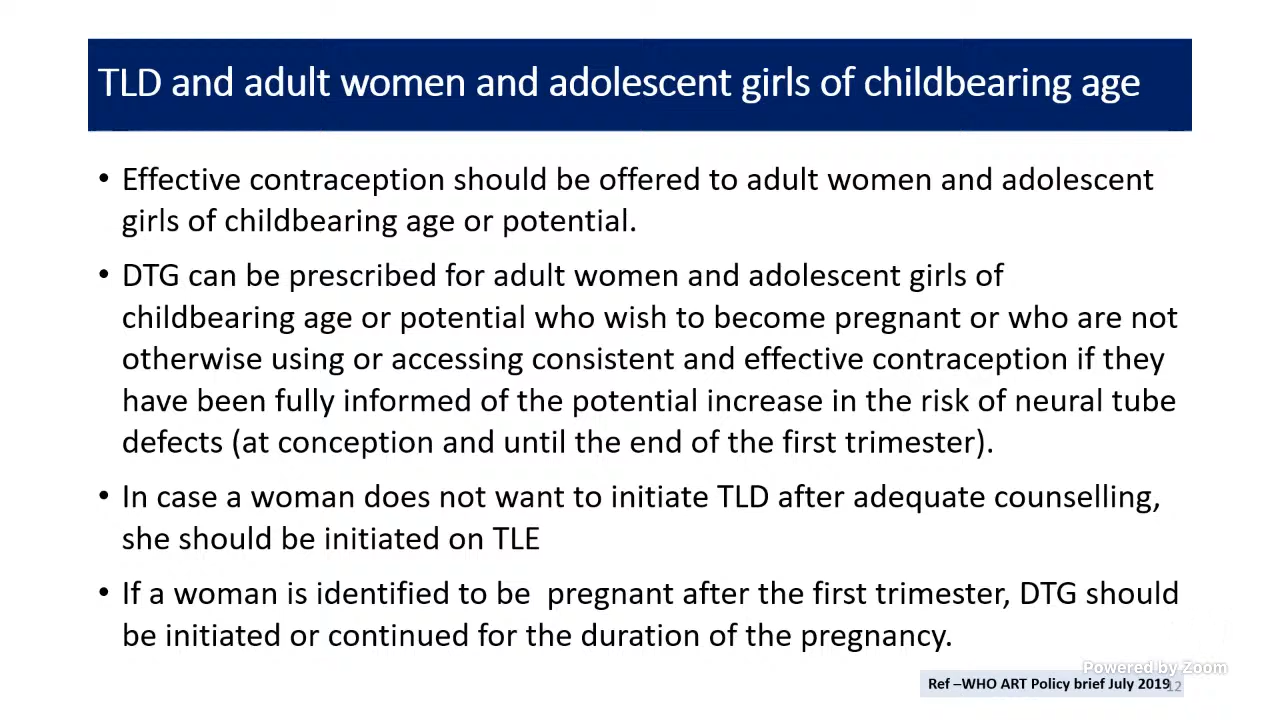 TLD and adult women and adolescent girls of childbearing age
• Effective contraception should be offered to adult women and adolescent
girls of childbearing age or potential.
• DTG can be prescribed for adult women and adolescent girls of
childbearing age or potential who wish to become pregnant or who are not
otherwise using or accessing consistent and effective contraception if they
have been fully informed of the potential increase in the risk of neural tube
defects (at conception and until the end of the first trimester).
• In case a woman does not want to initiate TLD after adequate counselling,
she should be initiated on TLE
• If a woman is identified to be  pregnant after the first trimester, DTG should
be initiated or continued for the duration of the pregnancy.
Powered by Zoom
Ref –WHO ART Policy brief July 2019
12